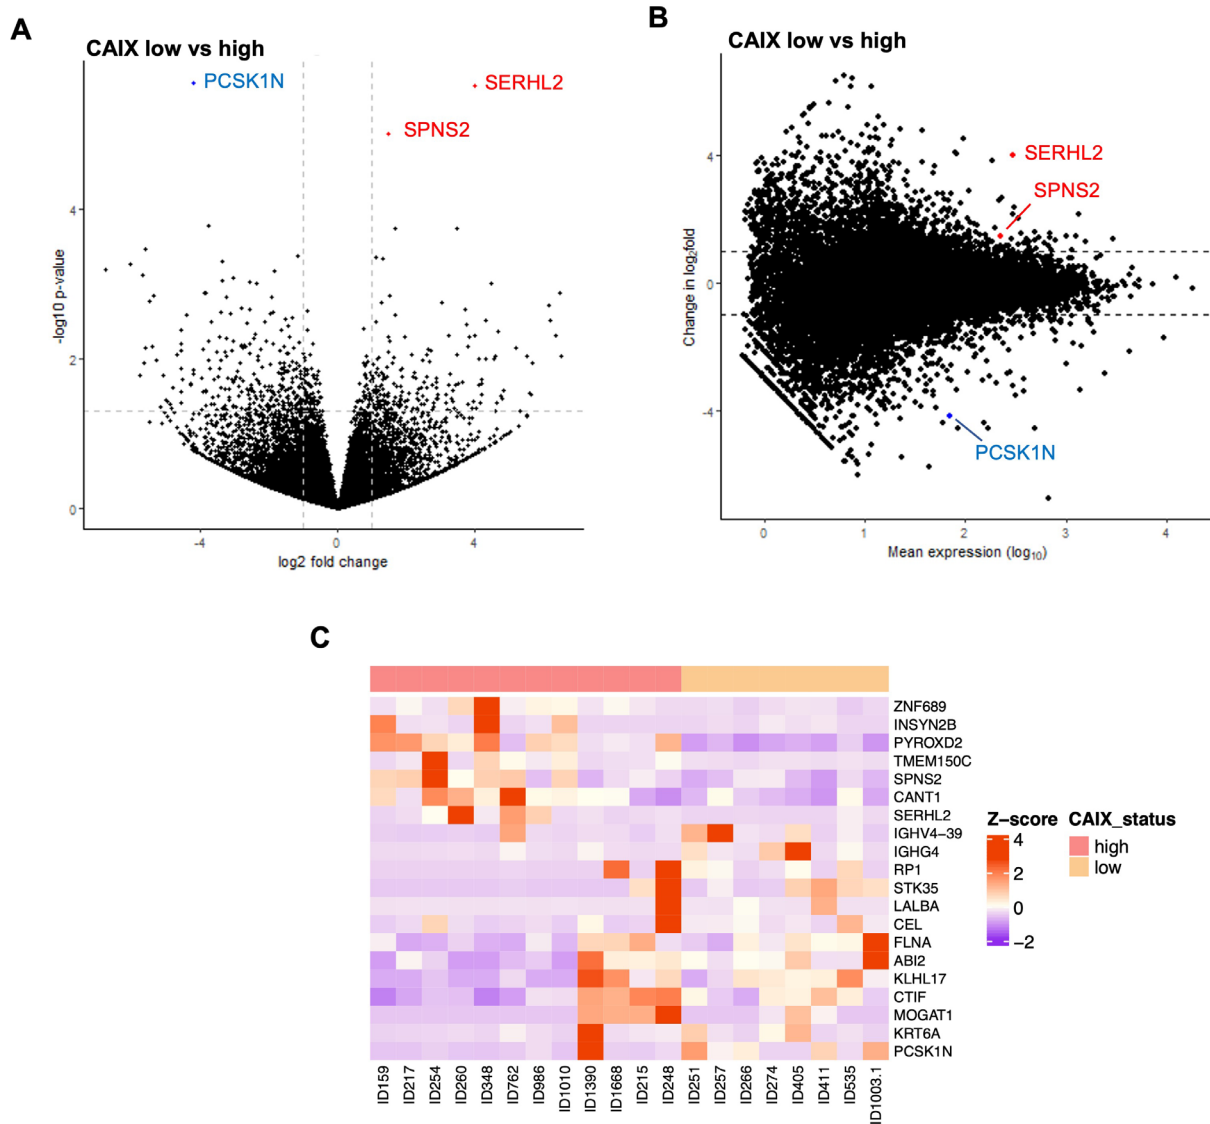 A
CAIX low vs high
PCSK1N
SERHL2
SPNS2
4
2
0
-log10 p-value
-4
0
4
log2 fold change
B
CAIX low vs high
SERHL2
SPNS2
PCSK1N
4
0
-4
Change in log2fold
0
1
2
3
4
Mean expression (log10)
C
ZNF689
INSYN2B
PYROXD2
TMEM150C
SPNS2
CANT1
SERHL2
IGHV4-39
IGHG4
RP1
STK35
LALBA
CEL
FLNA
ABI2
KLHL17
CTIF
MOGAT1
KRT6A
PCSK1N
ID159
ID217
ID254
ID260
ID348
ID762
ID986
ID1010
ID1390
ID1668
ID215
ID248
ID251
ID257
ID266
ID274
ID405
ID411
ID535
ID1003.1
Z-score
4
2
0
-2
CAIX_status
high
low